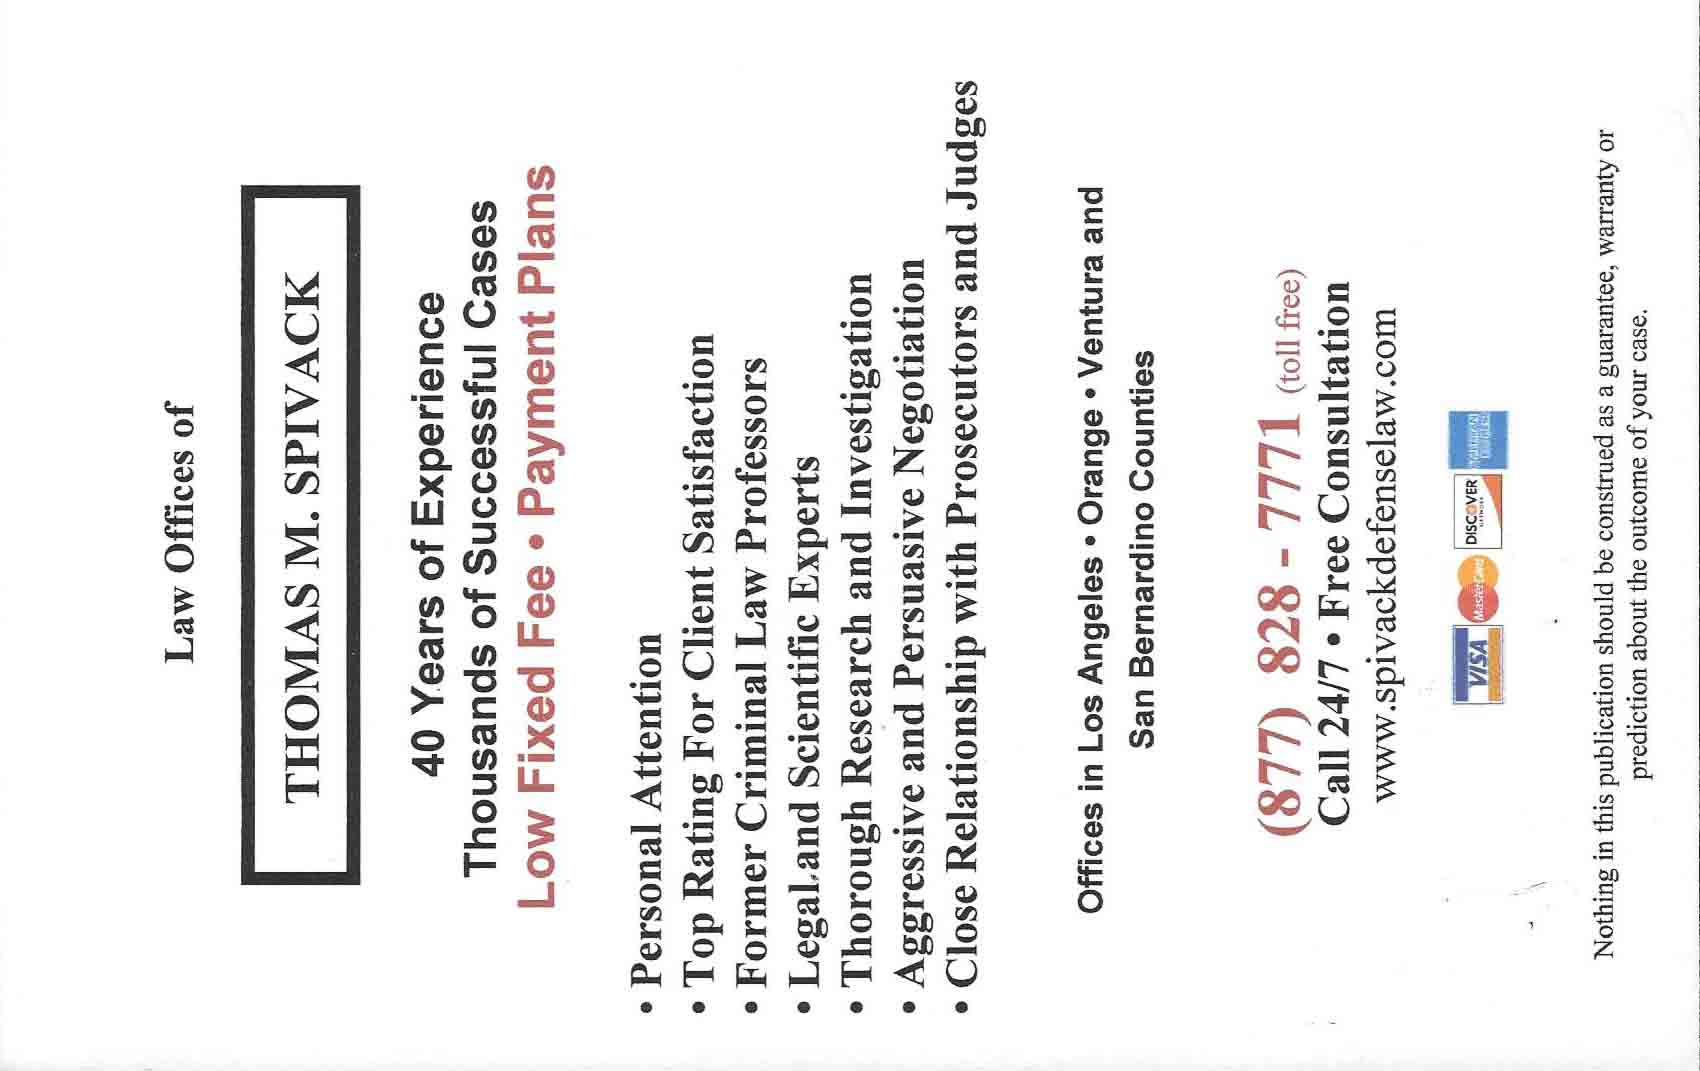 Law Offices of
THOMAS M. SPIVACK
40 Years of Experience
Thousands of Successful Cases
Low Fixed Fee • Payment Plans
• Personal Attention
• Top Rating For Client Satisfaction
• Former Criminal Law Professors
• Legal and Scientific Experts
• Thorough Research and Investigation
• Aggressive and Persuasive Negotiation
• Close Relationship with Prosecutors and Judges
Offices in Los Angeles • Orange • Ventura and
San Bernardino Counties
(877) 828 - 7771 (toll free)
Call 24/7 • Free Consultation
www.spivackdefenselaw.com
VISA MasterCard DISCOVER NETWORK AMERICAN EXPRESS
Nothing in this publication should be construed as a guarantee, warranty or
prediction about the outcome of your case.